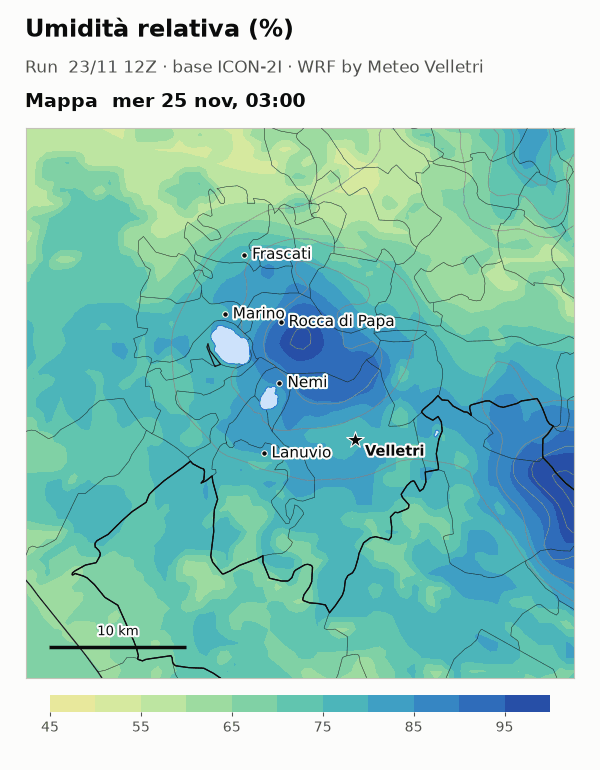 Umidità relativa (%)
Run  23/11 12Z · base ICON-2I · WRF by Meteo Velletri
Mappa  mer 25 nov, 03:00
Frascati
Marino
Rocca di Papa
Nemi
Velletri
Lanuvio
10 km
45 55 65 75 85 95